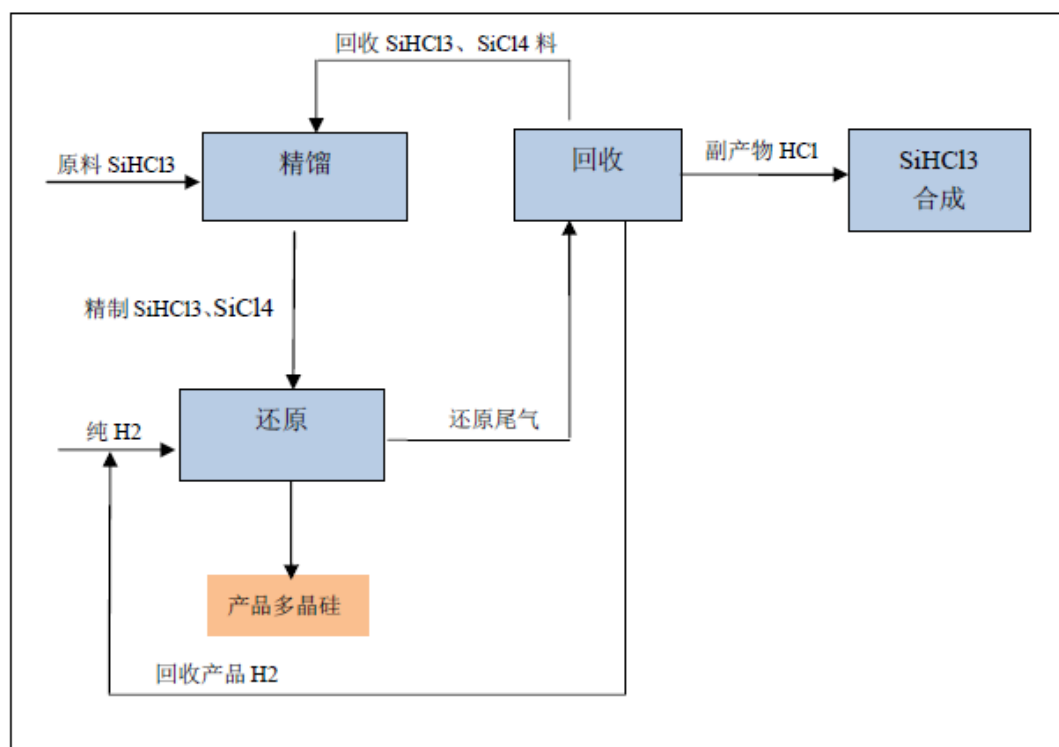 回收 SiHCl3、SiCl4 料
原料 SiHCl3
精馏
回收
副产物 HCl
SiHCl3
合成
精制 SiHCl3、SiCl4
纯 H2
还原
还原尾气
产品多晶硅
回收产品 H2